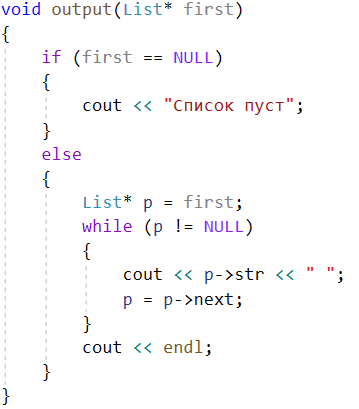 void output(List* first)
{
if (first == NULL)
{
cout << "Список пуст";
}
else
{
List* p = first;
while (p != NULL)
{
cout << p->str << " ";
p = p->next;
}
cout << endl;
}
}